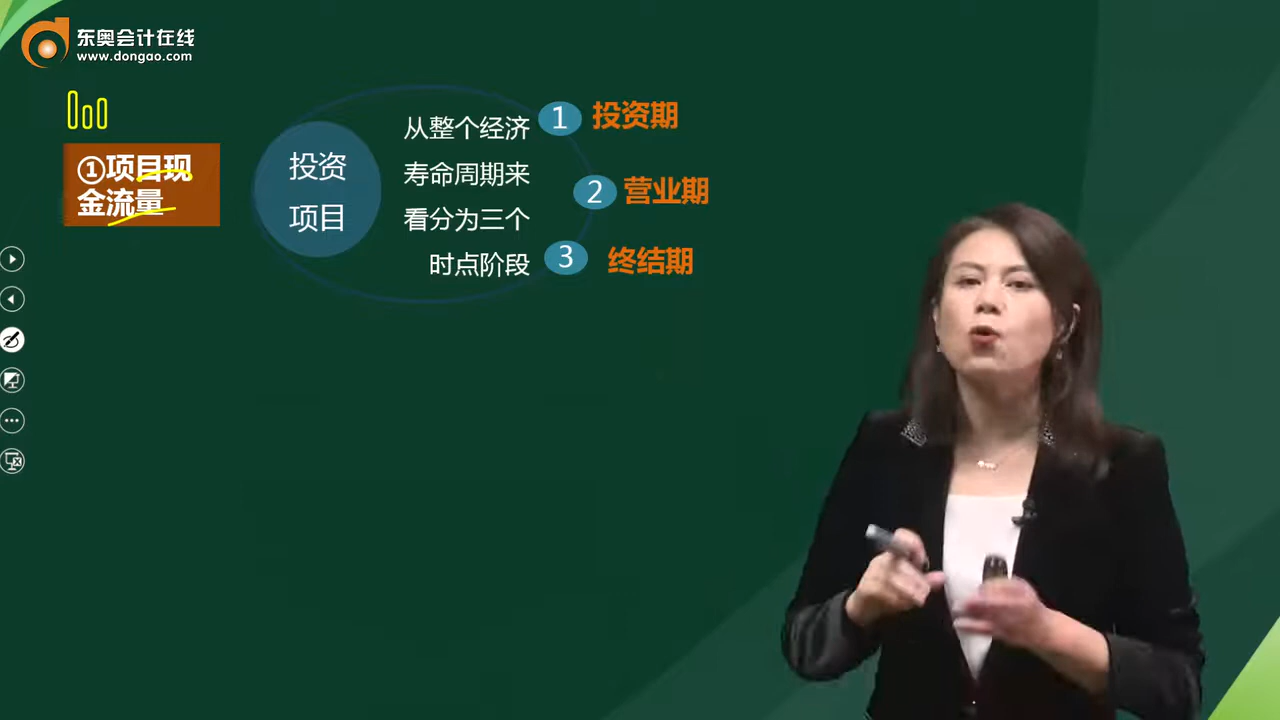 东奥会计在线
www.dongao.com
①项目现
金流量
投资
项目
从整个经济
寿命周期来
看分为三个
时点阶段
1 投资期
2 营业期
3 终结期